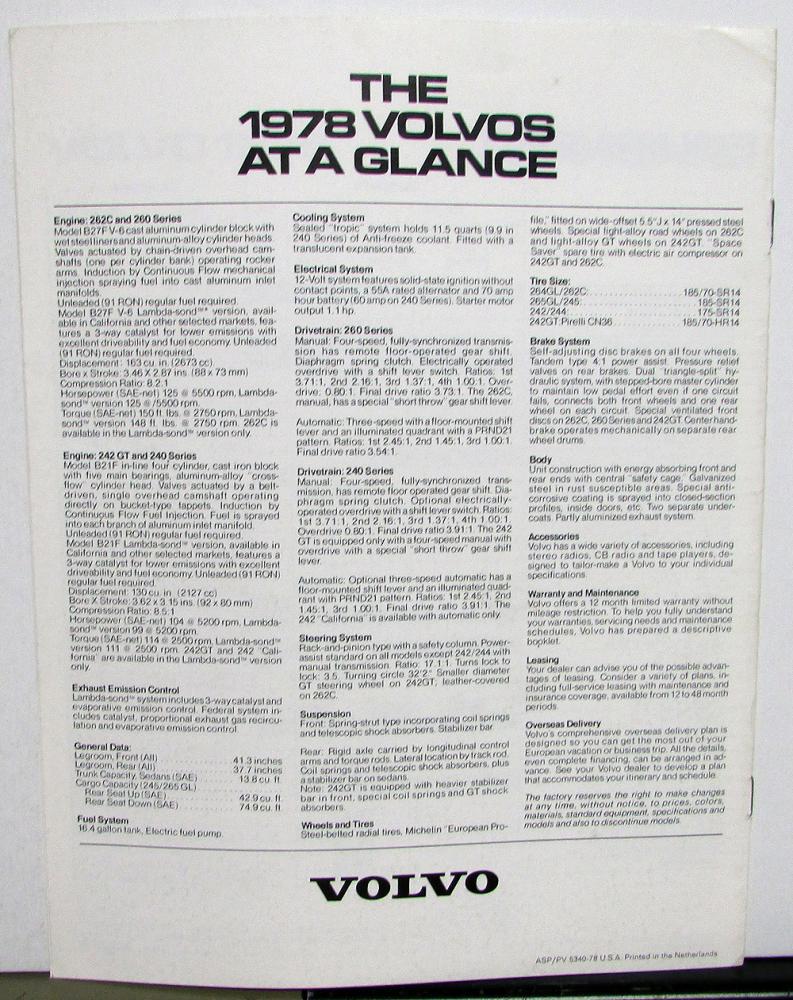 THE
1978 VOLVOS
AT A GLANCE
Engine: 262C and 260 Series
Model B27F V-6 cast aluminum cylinder block with
wet steel liners and aluminum-alloy cylinder heads.
Valves actuated by chain-driven overhead cam-
shafts (one per cylinder bank) operating rocker
arms. Induction by Continuous Flow mechanical
injection spraying fuel into cast aluminum inlet
manifolds.
Unleaded (91 RON) regular fuel required.
Model B27F V-6 Lambda-sond™* version, avail-
able in California and other selected markets, fea-
tures a 3-way catalyst for lower emissions with
excellent driveability and fuel economy. Unleaded
(91 RON) regular fuel required.
Displacement: 163 cu. in. (2673 cc)
Bore x Stroke: 3.46 X 2.87 ins. (88 x 73 mm)
Compression Ratio: 8.2:1
Horsepower (SAE-net) 125 @ 5500 rpm, Lambda-
sond™ version 125 @ /5500 rpm.
Torque (SAE-net) 150 ft. lbs. @ 2750 rpm, Lambda-
sond™ version 148 ft. lbs. @ 2750 rpm. 262C is
available in the Lambda-sond™ version only.
Engine: 242 GT and 240 Series
Model B21F in-line four cylinder, cast iron block
with five main bearings, aluminum-alloy "cross-
flow" cylinder head. Valves actuated by a belt-
driven, single overhead camshaft operating
directly on bucket-type tappets. Induction by
Continuous Flow Fuel Injection. Fuel is sprayed
into each branch of aluminum inlet manifold.
Unleaded (91 RON) regular fuel required.
Model B21F Lambda-sond™ version, available in
California and other selected markets, features a
3-way catalyst for lower emissions with excellent
driveability and fuel economy. Unleaded (91 RON)
regular fuel required.
Displacement: 130 cu. in. (2127 cc)
Bore X Stroke: 3.62 x 3.15 ins. (92 x 80 mm)
Compression Ratio: 8.5:1
Horsepower (SAE-net) 104 @ 5200 rpm, Lambda-
sond™ version 99 @ 5200 rpm.
Torque (SAE-net) 114 @ 2500 rpm, Lambda-sond™
version 111 @ 2500 rpm. 242GT and 242 "Cali-
fornia" are available in the Lambda-sond™ version
only.
Exhaust Emission Control
Lambda-sond™ system includes 3-way catalyst and
evaporative emission control. Federal system in-
cludes catalyst, proportional exhaust gas recircu-
lation and evaporative emission control.
General Data:
Legroom, Front (All) 41.3 inches
Legroom, Rear (All) 37.7 inches
Trunk Capacity, Sedans (SAE) 13.8 cu. ft.
Cargo Capacity (245/265 GL)
Rear Seat Up (SAE) 42.9 cu. ft.
Rear Seat Down (SAE) 74.9 cu. ft.
Fuel System
16.4 gallon tank, Electric fuel pump.
Cooling System
Sealed "tropic" system holds 11.5 quarts (9.9 in
240 Series) of Anti-freeze coolant. Fitted with a
translucent expansion tank.
Electrical System
12-Volt system features solid-state ignition without
contact points, a 55A rated alternator and 70 amp
hour battery (60 amp on 240 Series). Starter motor
output 1.1 hp.
Drivetrain: 260 Series
Manual: Four-speed, fully-synchronized transmis-
sion has remote floor-operated gear shift.
Diaphragm spring clutch. Electrically operated
overdrive with a shift lever switch. Ratios: 1st
3.71:1, 2nd 2.16:1, 3rd 1.37:1, 4th 1.00:1. Over-
drive: 0.80:1. Final drive ratio 3.73:1. The 262C,
manual, has a special "short throw" gear shift lever.
Automatic: Three-speed with a floor-mounted shift
lever and an illuminated quadrant with a PRND21
pattern. Ratios: 1st 2.45:1, 2nd 1.45:1, 3rd 1.00:1.
Final drive ratio 3.54:1.
Drivetrain: 240 Series
Manual: Four-speed, fully-synchronized trans-
mission, has remote floor operated gear shift. Dia-
phragm spring clutch. Optional electrically-
operated overdrive with a shift lever switch. Ratios:
1st 3.71:1, 2nd 2.16:1, 3rd 1.37:1, 4th 1.00:1.
Overdrive 0.80:1. Final drive ratio 3.91:1. The 242
GT is equipped only with a four-speed manual with
overdrive with a special "short throw" gear shift
lever.
Automatic: Optional three-speed automatic has a
floor-mounted shift lever and an illuminated quad-
rant with PRND21 pattern. Ratios: 1st 2.45:1, 2nd
1.45:1, 3rd 1.00:1. Final drive ratio 3.91:1. The
242 "California" is available with automatic only.
Steering System
Rack-and-pinion type with a safety column. Power-
assist standard on all models except 242/244 with
manual transmission. Ratio: 17.1:1. Turns lock to
lock: 3.5. Turning circle 32'2." Smaller diameter
GT steering wheel on 242GT, leather-covered
on 262C.
Suspension
Front: Spring-strut type incorporating coil springs
and telescopic shock absorbers. Stabilizer bar.
Rear: Rigid axle carried by longitudinal control
arms and torque rods. Lateral location by track rod.
Coil springs and telescopic shock absorbers, plus
a stabilizer bar on sedans.
Note: 242GT is equipped with heavier stabilizer
bar in front, special coil springs and GT shock
absorbers.
Wheels and Tires
Steel-belted radial tires, Michelin "European Pro-
file," fitted on wide-offset 5.5"J x 14" pressed steel
wheels. Special light-alloy road wheels on 262C
and light-alloy GT wheels on 242GT. "Space
Saver" spare tire with electric air compressor on
242GT and 262C.
Tire Size:
264GL/262C: 185/70-SR14
265GL/245: 185-SR14
242/244: 175-SR14
242GT:Pirelli CN36 185/70-HR14
Brake System
Self-adjusting disc brakes on all four wheels.
Tandem type 4:1 power assist. Pressure relief
valves on rear brakes. Dual "triangle-split" hy-
draulic system, with stepped-bore master cylinder
to maintain low pedal effort even if one circuit
fails, connects both front wheels and one rear
wheel on each circuit. Special ventilated front
discs on 262C, 260 Series and 242GT. Center hand-
brake operates mechanically on separate rear
wheel drums.
Body
Unit construction with energy absorbing front and
rear ends with central "safety cage." Galvanized
steel in rust susceptible areas. Special anti-
corrosive coating is sprayed into closed-section
profiles, inside doors, etc. Two separate under-
coats. Partly aluminized exhaust system.
Accessories
Volvo has a wide variety of accessories, including
stereo radios, CB radio and tape players, de-
signed to tailor-make a Volvo to your individual
specifications.
Warranty and Maintenance
Volvo offers a 12 month limited warranty without
mileage restriction. To help you fully understand
your warranties, servicing needs and maintenance
schedules, Volvo has prepared a descriptive
booklet.
Leasing
Your dealer can advise you of the possible advan-
tages of leasing. Consider a variety of plans, in-
cluding full-service leasing with maintenance and
insurance coverage, available from 12 to 48 month
periods.
Overseas Delivery
Volvo's comprehensive overseas delivery plan is
designed so you can get the most out of your
European vacation or business trip. All the details,
even complete financing, can be arranged in ad-
vance. See your Volvo dealer to develop a plan
that accommodates your itinerary and schedule.
The factory reserves the right to make changes
at any time, without notice, to prices, colors,
materials, standard equipment, specifications and
models and also to discontinue models.
VOLVO
ASP/PV 5340-78 U.S.A. Printed in the Netherlands